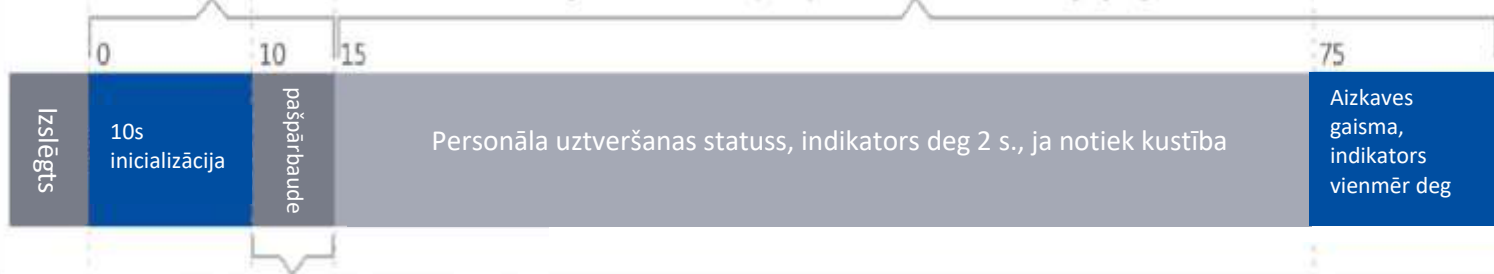 0
10
15
75
Izslēgts
10s
inicializācija
pašpārbaude
Personāla uztveršanas statuss, indikators deg 2 s., ja notiek kustība
Aizkaves
gaisma,
indikators
vienmēr deg